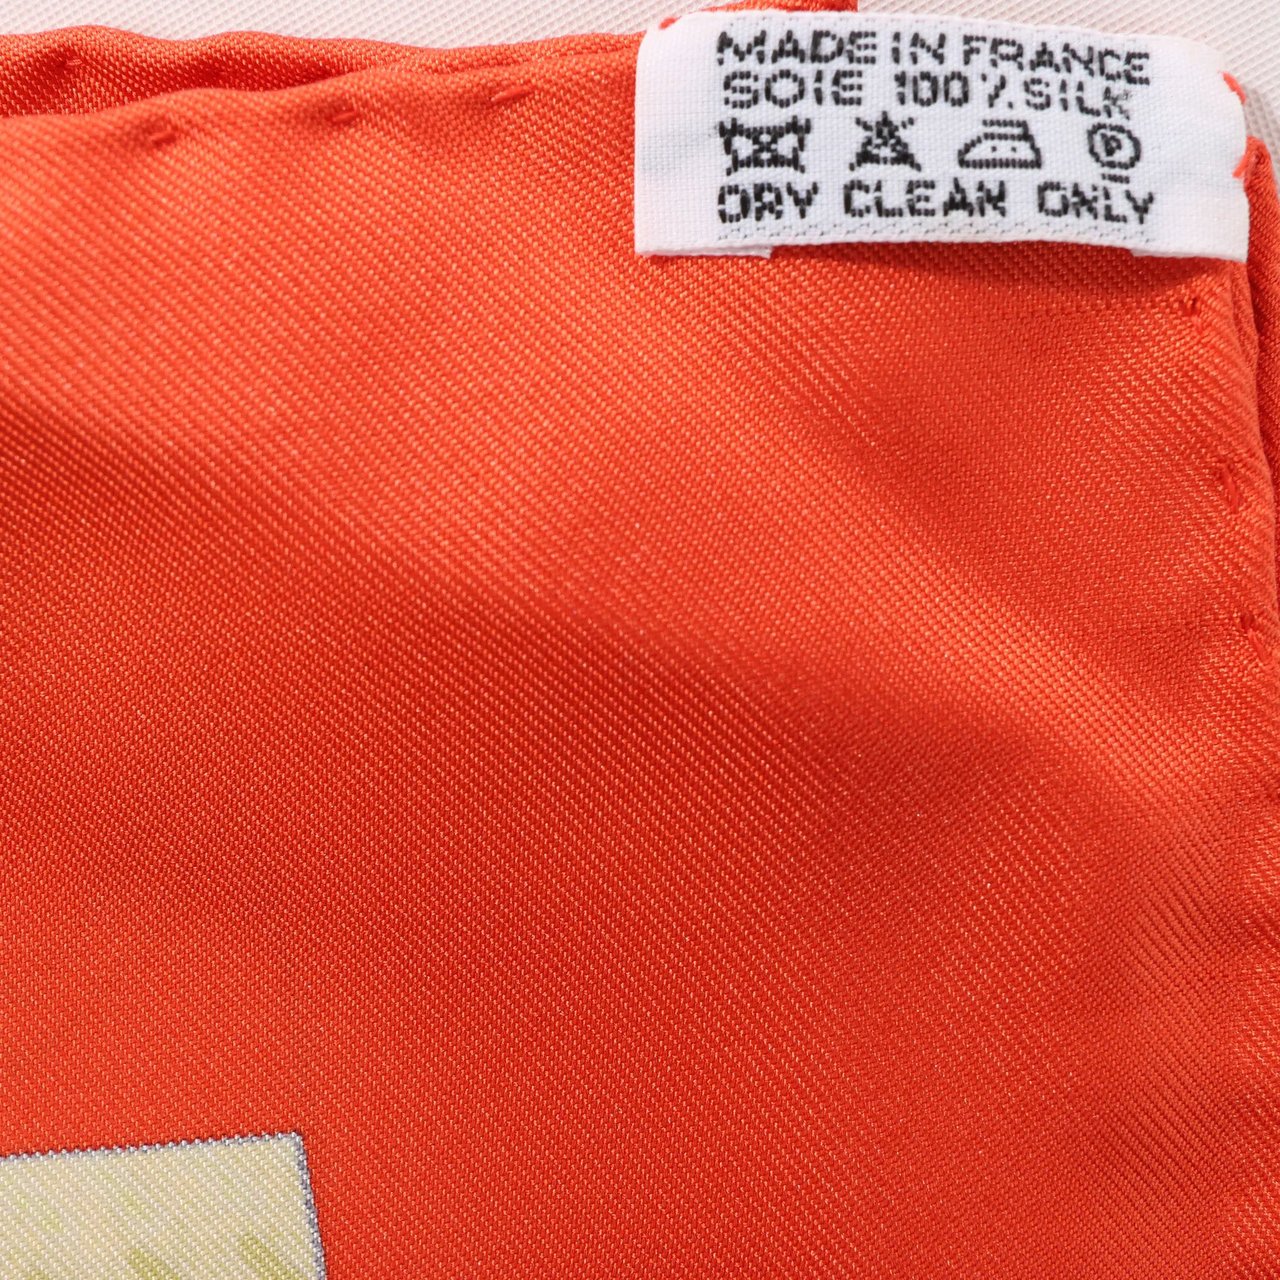 MADE IN FRANCE
SOIE 100% SILK
P
DRY CLEAN ONLY